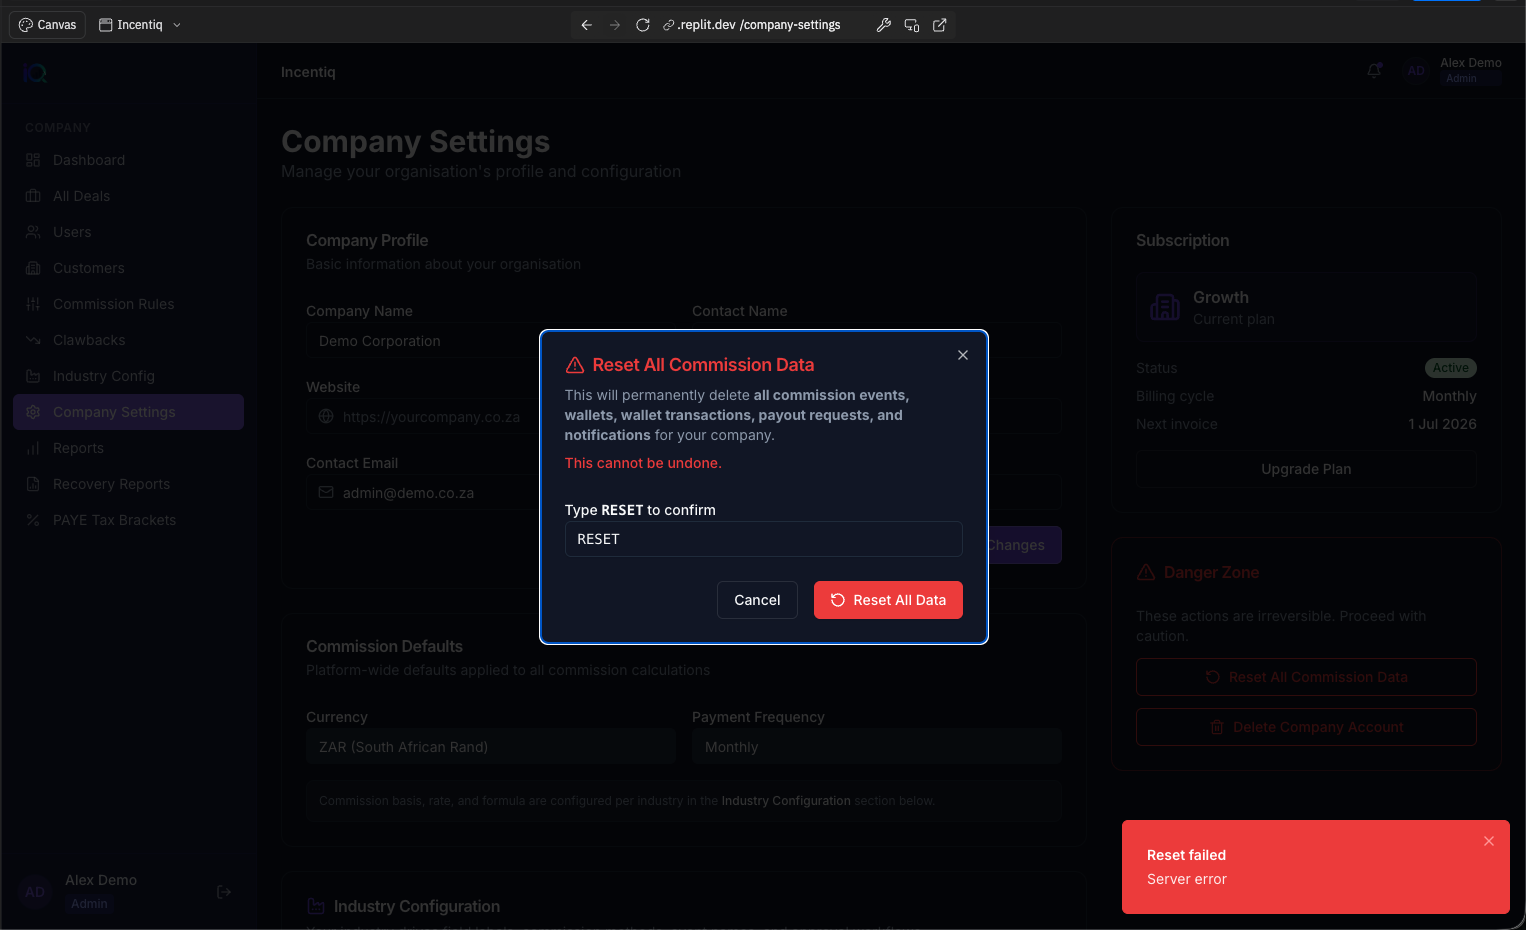 Canvas
Incentiq
.replit.dev /company-settings
IQ
Incentiq
AD
Alex Demo
Admin
COMPANY
Dashboard
All Deals
Users
Customers
Commission Rules
Clawbacks
Industry Config
Company Settings
Reports
Recovery Reports
PAYE Tax Brackets
AD
Alex Demo
Admin
Company Settings
Manage your organisation's profile and configuration
Company Profile
Basic information about your organisation
Company Name
Contact Name
Demo Corporation
Website
https://yourcompany.co.za
Contact Email
admin@demo.co.za
Changes
Commission Defaults
Platform-wide defaults applied to all commission calculations
Currency
Payment Frequency
ZAR (South African Rand)
Monthly
Commission basis, rate, and formula are configured per industry in the Industry Configuration section below.
Industry Configuration
Subscription
Growth
Current plan
Status
Active
Billing cycle
Monthly
Next invoice
1 Jul 2026
Upgrade Plan
Danger Zone
These actions are irreversible. Proceed with
caution.
Reset All Commission Data
Delete Company Account
Reset All Commission Data
This will permanently delete all commission events,
wallets, wallet transactions, payout requests, and
notifications for your company.
This cannot be undone.
Type RESET to confirm
RESET
Cancel
Reset All Data
Reset failed
Server error